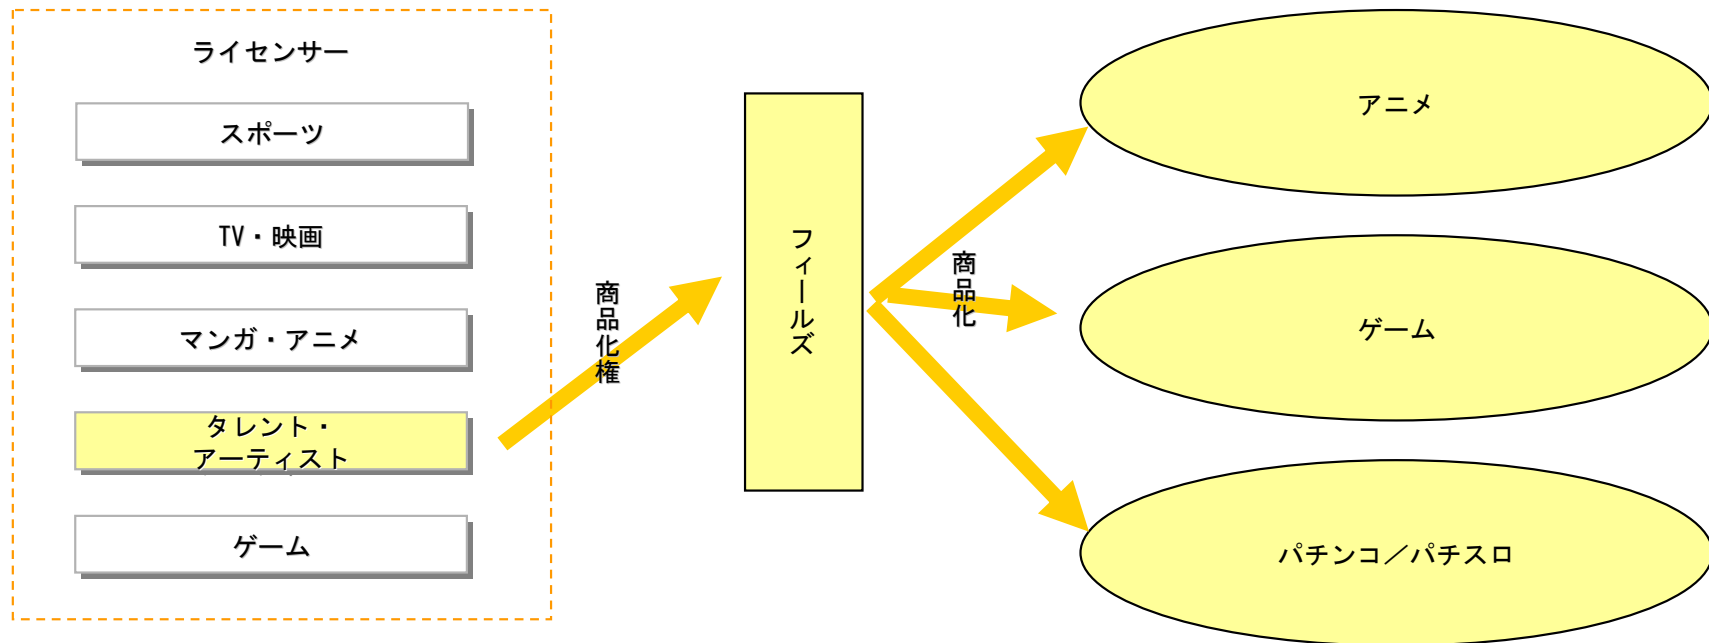 ライセンサー
スポーツ
TV・映画
マンガ・アニメ
タレント・
アーティスト
ゲーム
商品化権
フィールズ
商品化
アニメ
ゲーム
パチンコ／パチスロ